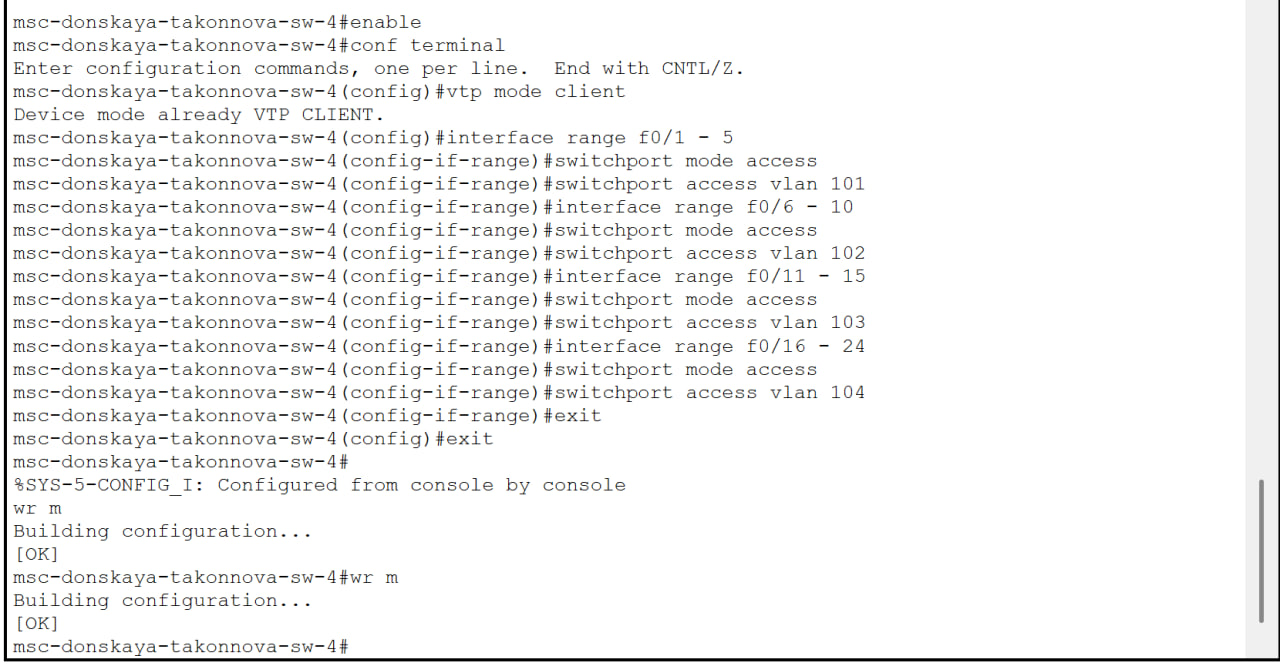 msc-donskaya-takonnova-sw-4#enable
msc-donskaya-takonnova-sw-4#conf terminal
Enter configuration commands, one per line.  End with CNTL/Z.
msc-donskaya-takonnova-sw-4(config)#vtp mode client
Device mode already VTP CLIENT.
msc-donskaya-takonnova-sw-4(config)#interface range f0/1 - 5
msc-donskaya-takonnova-sw-4(config-if-range)#switchport mode access
msc-donskaya-takonnova-sw-4(config-if-range)#switchport access vlan 101
msc-donskaya-takonnova-sw-4(config-if-range)#interface range f0/6 - 10
msc-donskaya-takonnova-sw-4(config-if-range)#switchport mode access
msc-donskaya-takonnova-sw-4(config-if-range)#switchport access vlan 102
msc-donskaya-takonnova-sw-4(config-if-range)#interface range f0/11 - 15
msc-donskaya-takonnova-sw-4(config-if-range)#switchport mode access
msc-donskaya-takonnova-sw-4(config-if-range)#switchport access vlan 103
msc-donskaya-takonnova-sw-4(config-if-range)#interface range f0/16 - 24
msc-donskaya-takonnova-sw-4(config-if-range)#switchport mode access
msc-donskaya-takonnova-sw-4(config-if-range)#switchport access vlan 104
msc-donskaya-takonnova-sw-4(config-if-range)#exit
msc-donskaya-takonnova-sw-4(config)#exit
msc-donskaya-takonnova-sw-4#
%SYS-5-CONFIG_I: Configured from console by console
wr m
Building configuration...
[OK]
msc-donskaya-takonnova-sw-4#wr m
Building configuration...
[OK]
msc-donskaya-takonnova-sw-4#